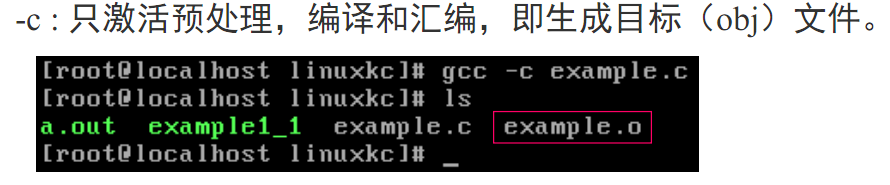 -c : 只激活预处理，编译和汇编，即生成目标（obj）文件。
[root@localhost linuxkc]# gcc -c example.c
[root@localhost linuxkc]# ls
a.out  example1_1  example.c  example.o
[root@localhost linuxkc]# _